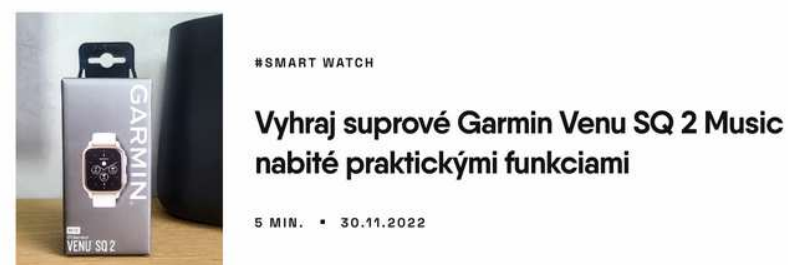 GARMIN
VENU SQ 2
#SMART WATCH
Vyhraj suprové Garmin Venu SQ 2 Music
nabité praktickými funkciami
5 MIN. ▪ 30.11.2022